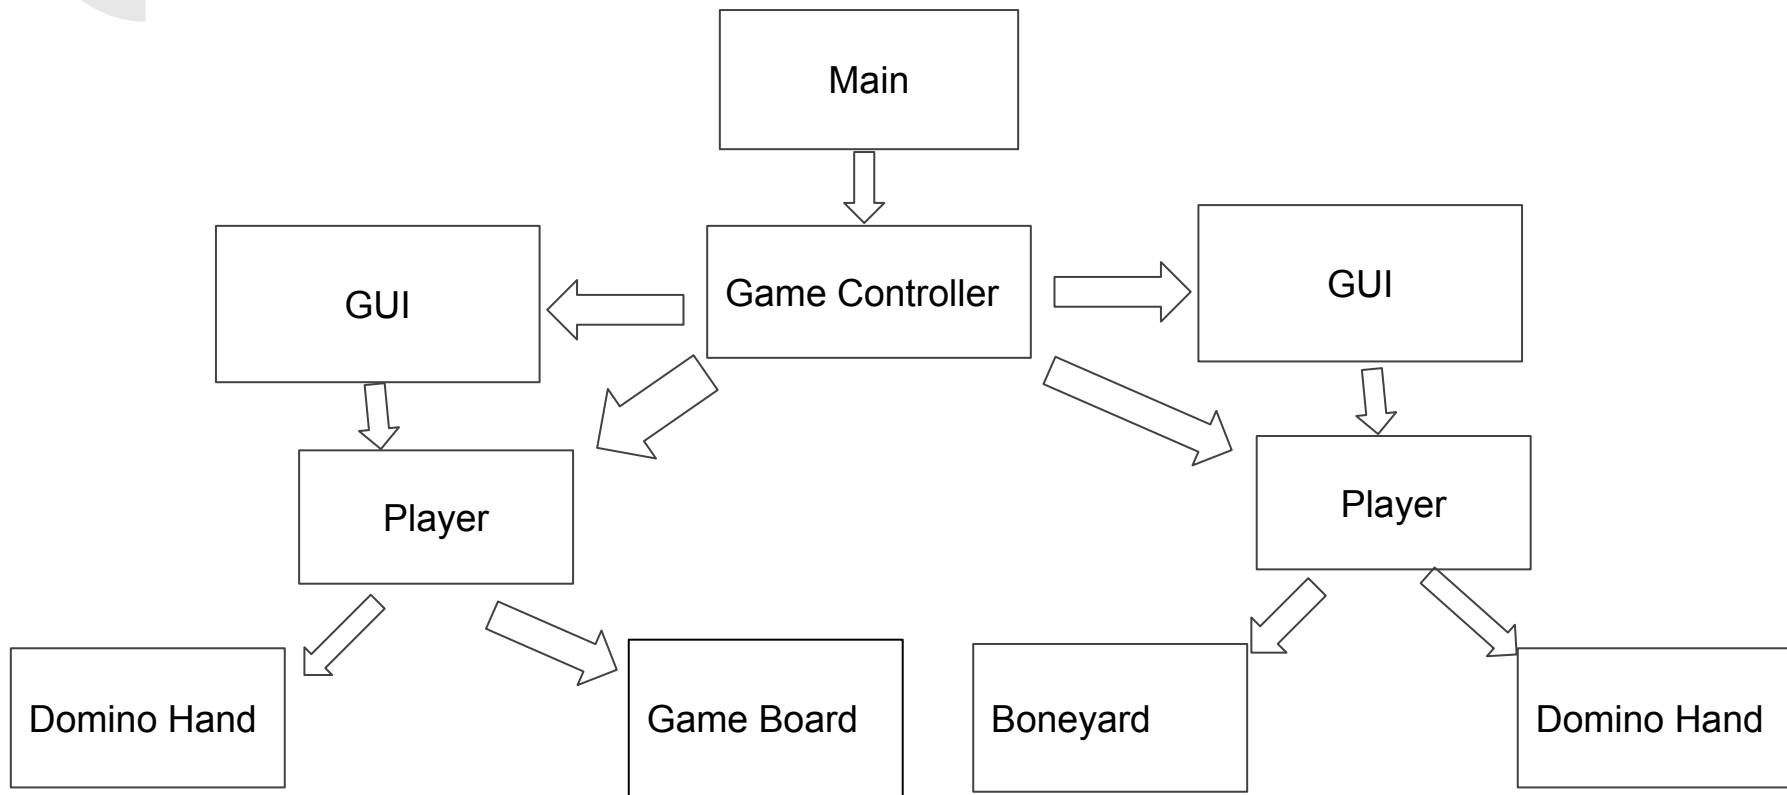 Main
GUI
Game Controller
GUI
Player
Player
Domino Hand
Game Board
Boneyard
Domino Hand